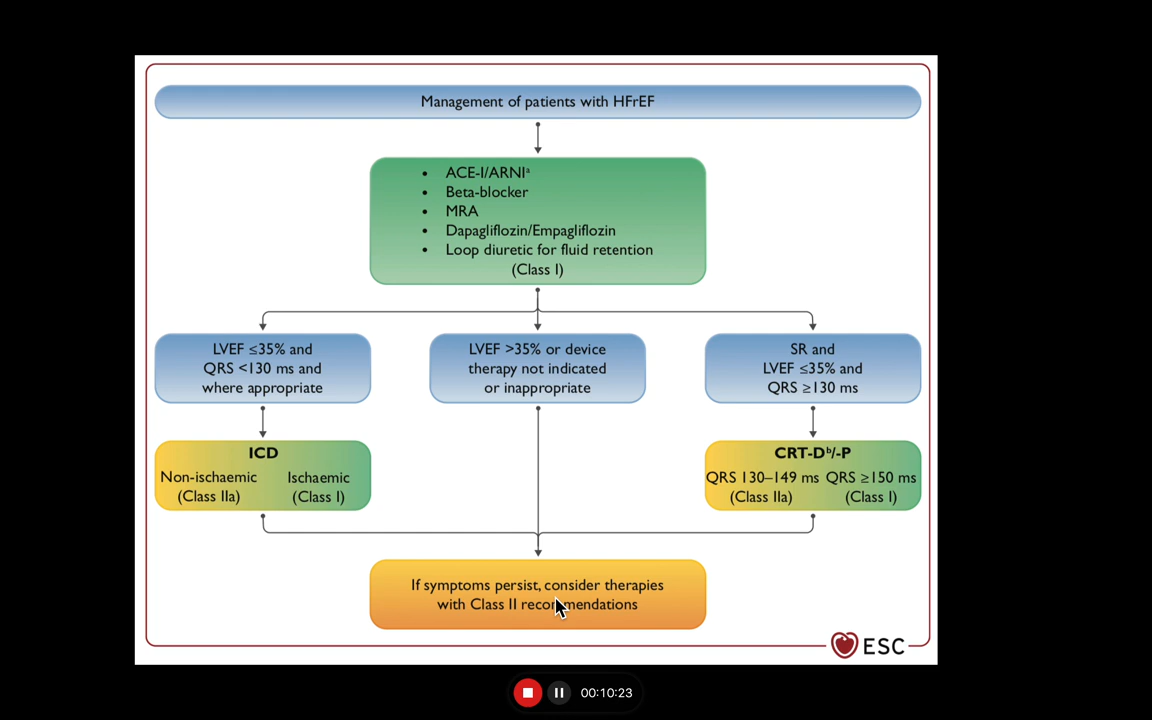 Management of patients with HFrEF
• ACE-I/ARNIᵃ
• Beta-blocker
• MRA
• Dapagliflozin/Empagliflozin
• Loop diuretic for fluid retention
(Class I)
LVEF ≤35% and
QRS <130 ms and
where appropriate
LVEF >35% or device
therapy not indicated
or inappropriate
SR and
LVEF ≤35% and
QRS ≥130 ms
ICD
Non-ischaemic
(Class IIa)
Ischaemic
(Class I)
CRT-Dᵇ/-P
QRS 130–149 ms
(Class IIa)
QRS ≥150 ms
(Class I)
If symptoms persist, consider therapies
with Class II recommendations
ESC
00:10:23